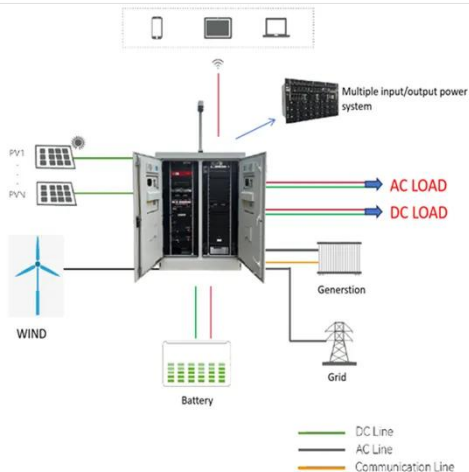 Multiple input/output power
system
PV1
PVN
AC LOAD
DC LOAD
WIND
Generstion
Battery
Grid
DC Line
AC Line
Communication Line